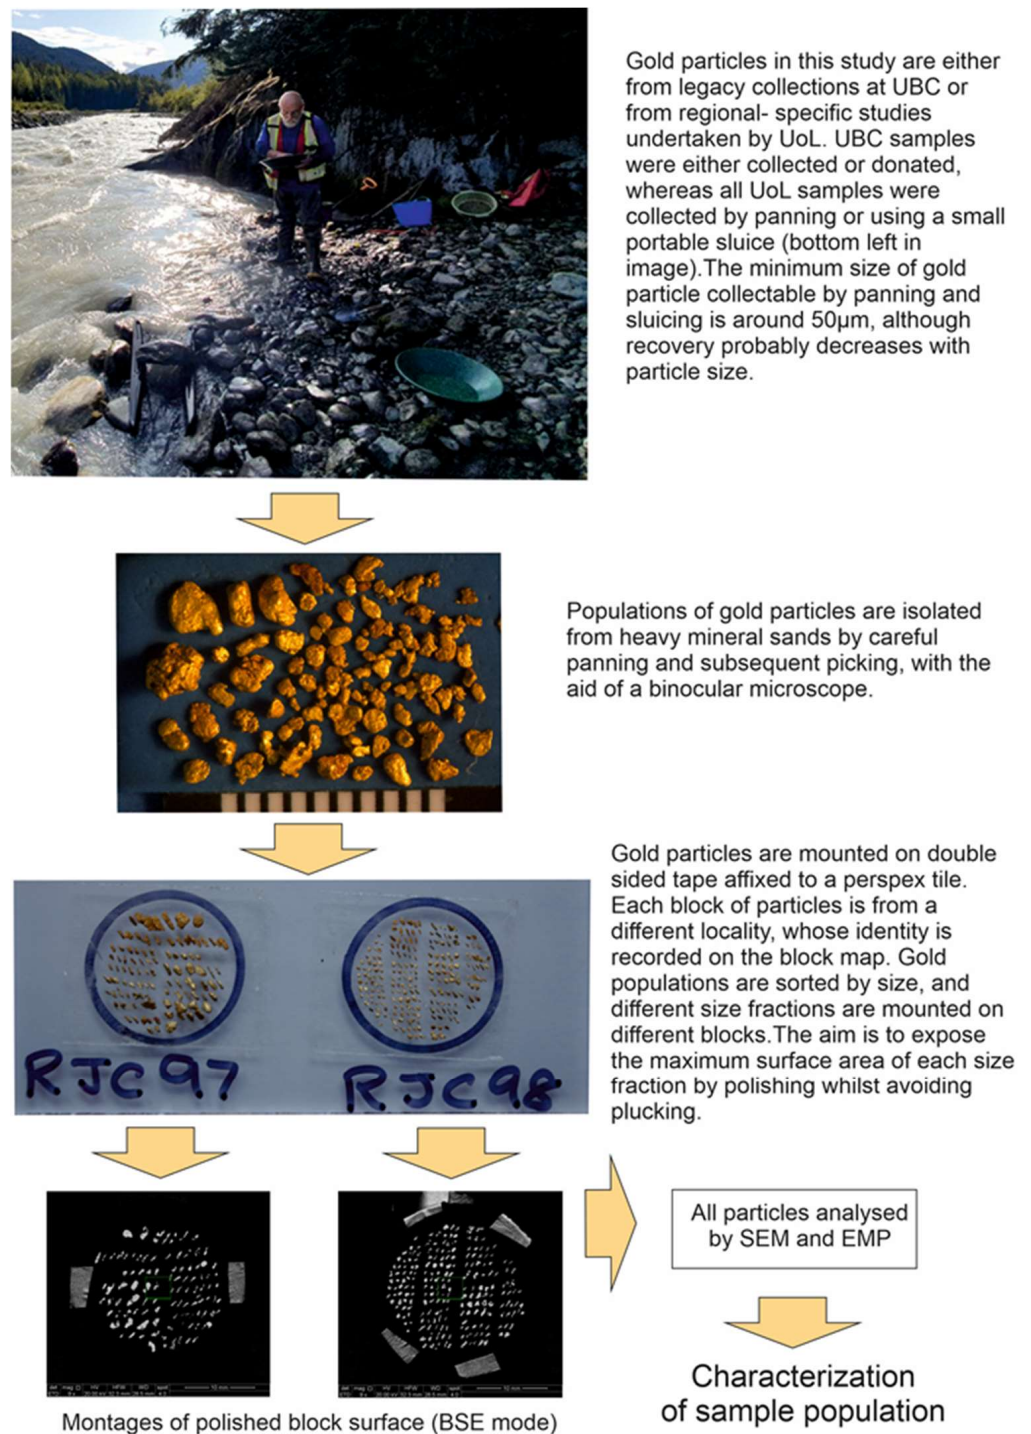 Gold particles in this study are either
from legacy collections at UBC or
from regional- specific studies
undertaken by UoL. UBC samples
were either collected or donated,
whereas all UoL samples were
collected by panning or using a small
portable sluice (bottom left in
image).The minimum size of gold
particle collectable by panning and
sluicing is around 50µm, although
recovery probably decreases with
particle size.
Populations of gold particles are isolated
from heavy mineral sands by careful
panning and subsequent picking, with the
aid of a binocular microscope.
Gold particles are mounted on double
sided tape affixed to a perspex tile.
Each block of particles is from a
different locality, whose identity is
recorded on the block map. Gold
populations are sorted by size, and
different size fractions are mounted on
different blocks.The aim is to expose
the maximum surface area of each size
fraction by polishing whilst avoiding
plucking.
RJC97
RJC98
All particles analysed
by SEM and EMP
Characterization
of sample population
Montages of polished block surface (BSE mode)